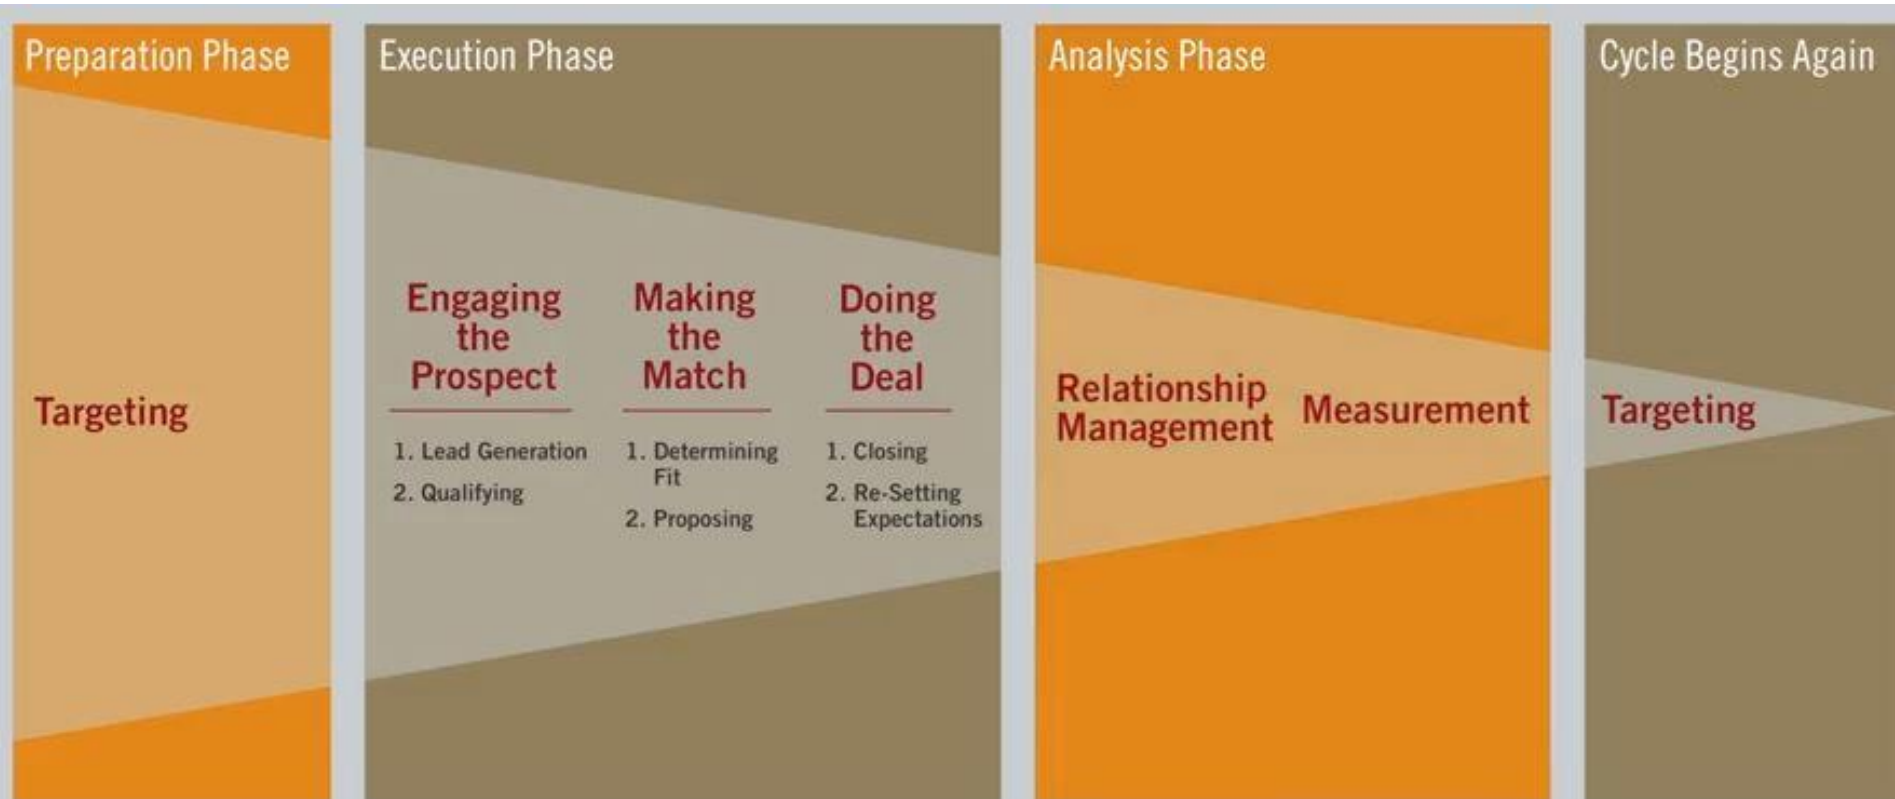 Preparation Phase
Targeting
Execution Phase
Engaging
the
Prospect
1. Lead Generation
2. Qualifying
Making
the
Match
1. Determining
Fit
2. Proposing
Doing
the
Deal
1. Closing
2. Re-Setting
Expectations
Analysis Phase
Relationship
Management
Measurement
Cycle Begins Again
Targeting